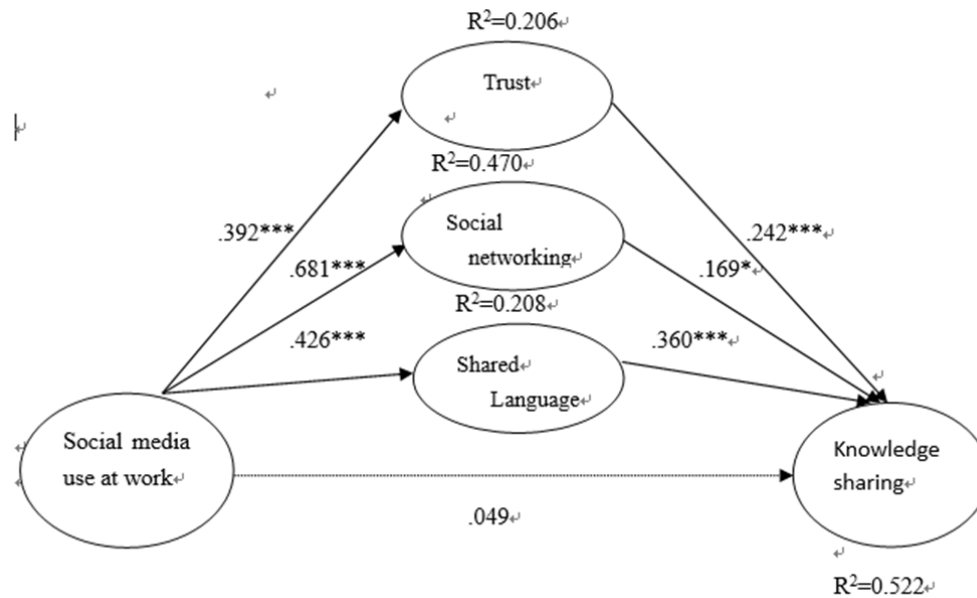 R²=0.206↵
Trust↵
↵
↵
↵
R²=0.470↵
↵
.392***
Social
networking↵
.242***↵
.681***
.169*↵
R²=0.208↵
.426***
.360***↵
Shared↵
Language↵
↵
Social media
use at work↵
↵
↵
Knowledge
sharing↵
.049↵
↵
R²=0.522↵